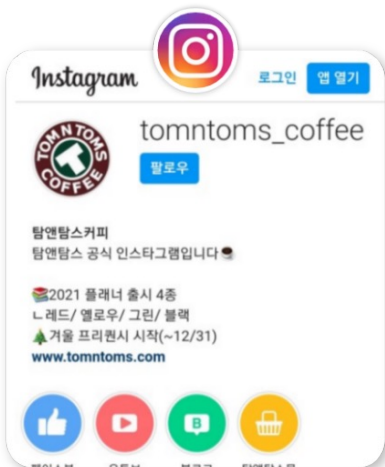 Instagram
로그인
앱 열기
TOMNTOMS
COFFEE
tomntoms_coffee
팔로우
탐앤탐스커피
탐앤탐스 공식 인스타그램입니다
2021 플래너 출시 4종
ㄴ레드/ 옐로우/ 그린/ 블랙
겨울 프리퀀시 시작(~12/31)
www.tomntoms.com
B